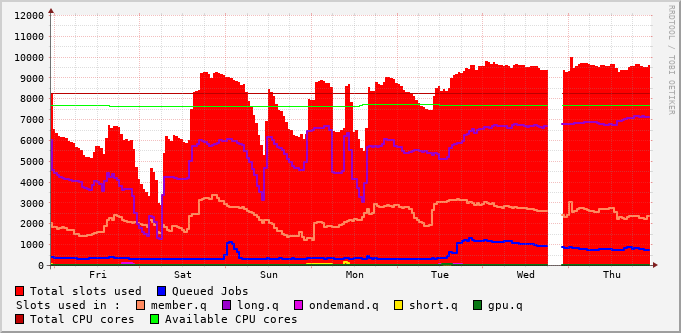 12000
11000
10000
9000
8000
7000
6000
5000
4000
3000
2000
1000
0
Fri Sat Sun Mon Tue Wed Thu
RRDTOOL / TOBI OETIKER
Total slots used Queued Jobs
Slots used in : member.q long.q ondemand.q short.q gpu.q
Total CPU cores Available CPU cores